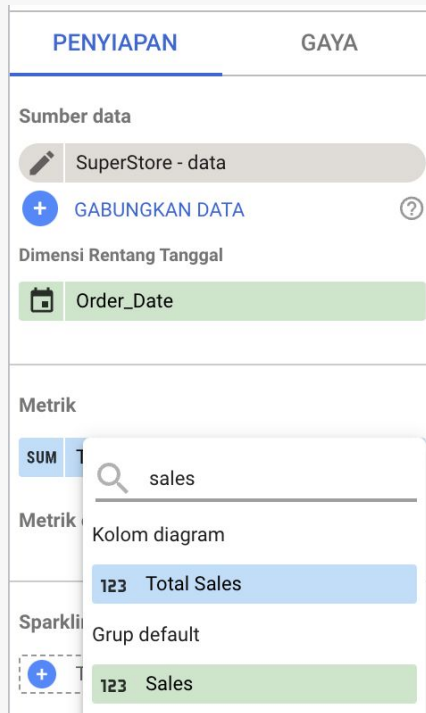 PENYIAPAN GAYA
Sumber data
SuperStore - data
GABUNGKAN DATA
Dimensi Rentang Tanggal
Order_Date
Metrik
SUM
sales
Metrik
Kolom diagram
123 Total Sales
Grup default
123 Sales